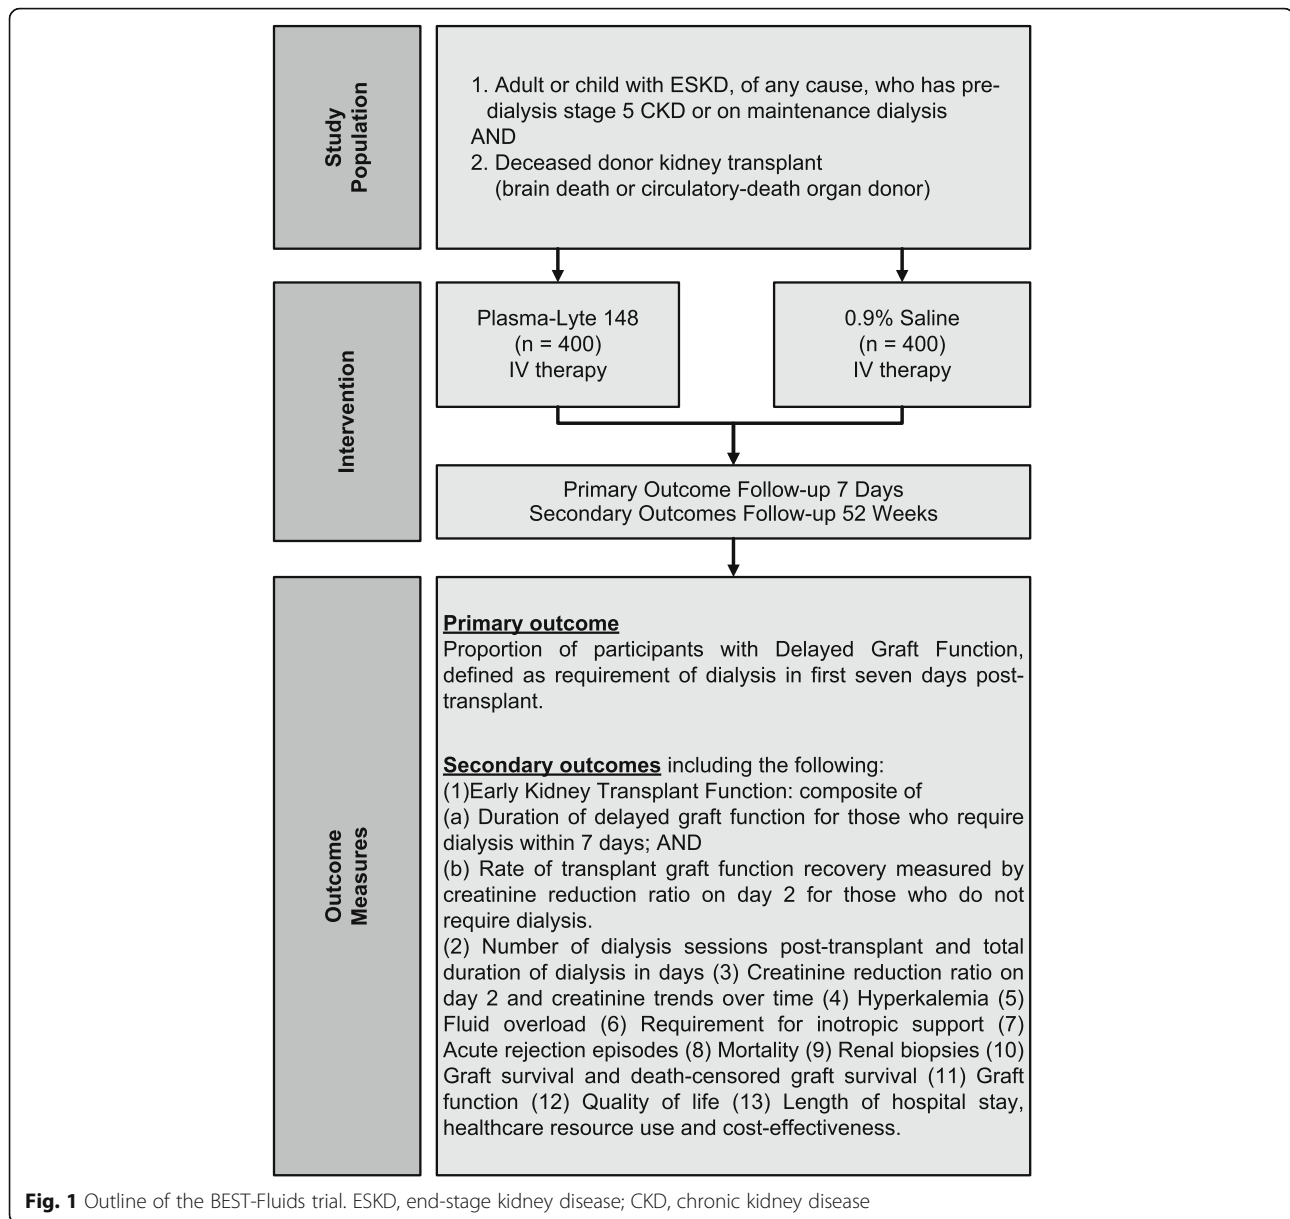 Study
Population
1. Adult or child with ESKD, of any cause, who has pre-
dialysis stage 5 CKD or on maintenance dialysis
AND
2. Deceased donor kidney transplant
(brain death or circulatory-death organ donor)
Intervention
Plasma-Lyte 148
(n = 400)
IV therapy
0.9% Saline
(n = 400)
IV therapy
Primary Outcome Follow-up 7 Days
Secondary Outcomes Follow-up 52 Weeks
Outcome
Measures
Primary outcome
Proportion of participants with Delayed Graft Function,
defined as requirement of dialysis in first seven days post-
transplant.
Secondary outcomes including the following:
(1)Early Kidney Transplant Function: composite of
(a) Duration of delayed graft function for those who require
dialysis within 7 days; AND
(b) Rate of transplant graft function recovery measured by
creatinine reduction ratio on day 2 for those who do not
require dialysis.
(2) Number of dialysis sessions post-transplant and total
duration of dialysis in days (3) Creatinine reduction ratio on
day 2 and creatinine trends over time (4) Hyperkalemia (5)
Fluid overload (6) Requirement for inotropic support (7)
Acute rejection episodes (8) Mortality (9) Renal biopsies (10)
Graft survival and death-censored graft survival (11) Graft
function (12) Quality of life (13) Length of hospital stay,
healthcare resource use and cost-effectiveness.
Fig. 1 Outline of the BEST-Fluids trial. ESKD, end-stage kidney disease; CKD, chronic kidney disease